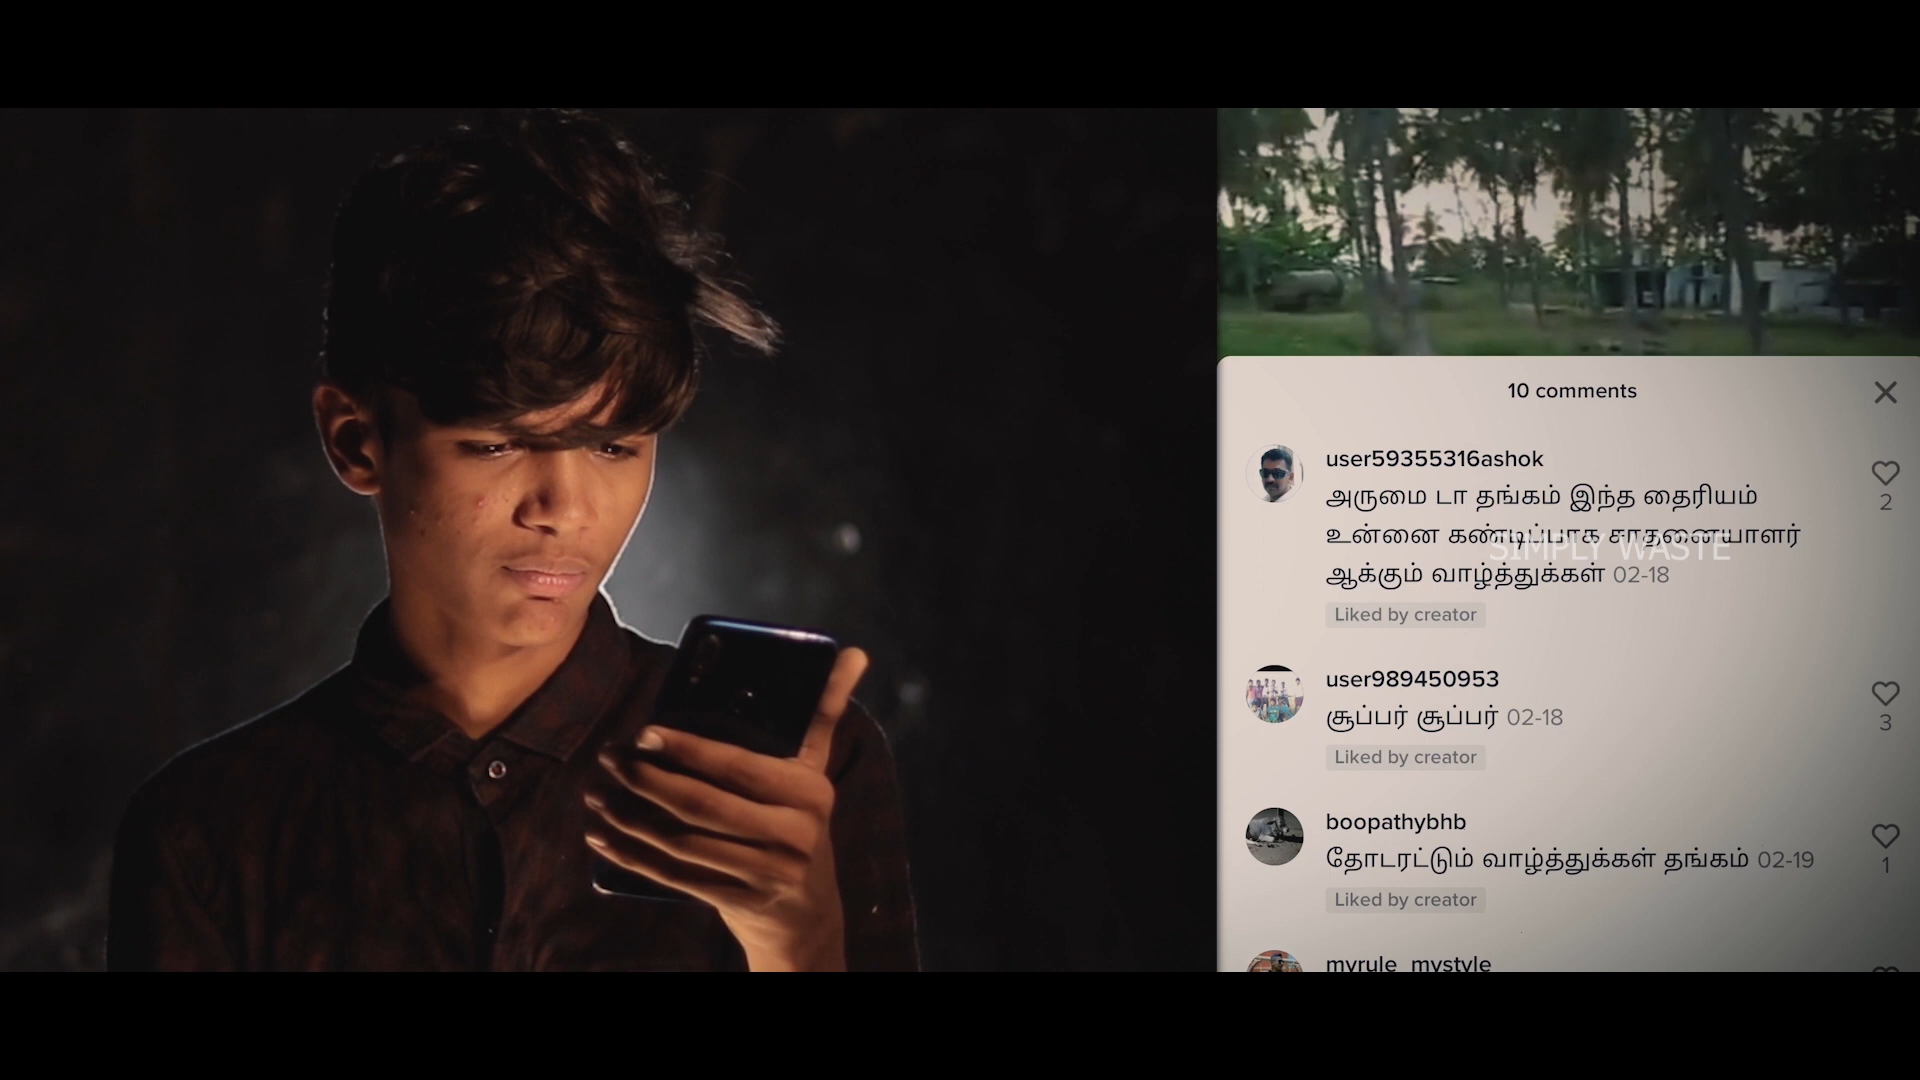 10 comments
user59355316ashok
அருமை டா தங்கம் இந்த தைரியம்
உன்னை கண்டிப்பாக சாதனையாளர்
ஆக்கும் வாழ்த்துக்கள் 02-18
SIMPLY WASTE
Liked by creator
2
user989450953
சூப்பர் சூப்பர் 02-18
Liked by creator
3
boopathybhb
தோடரட்டும் வாழ்த்துக்கள் தங்கம் 02-19
Liked by creator
1
myrule_mystyle